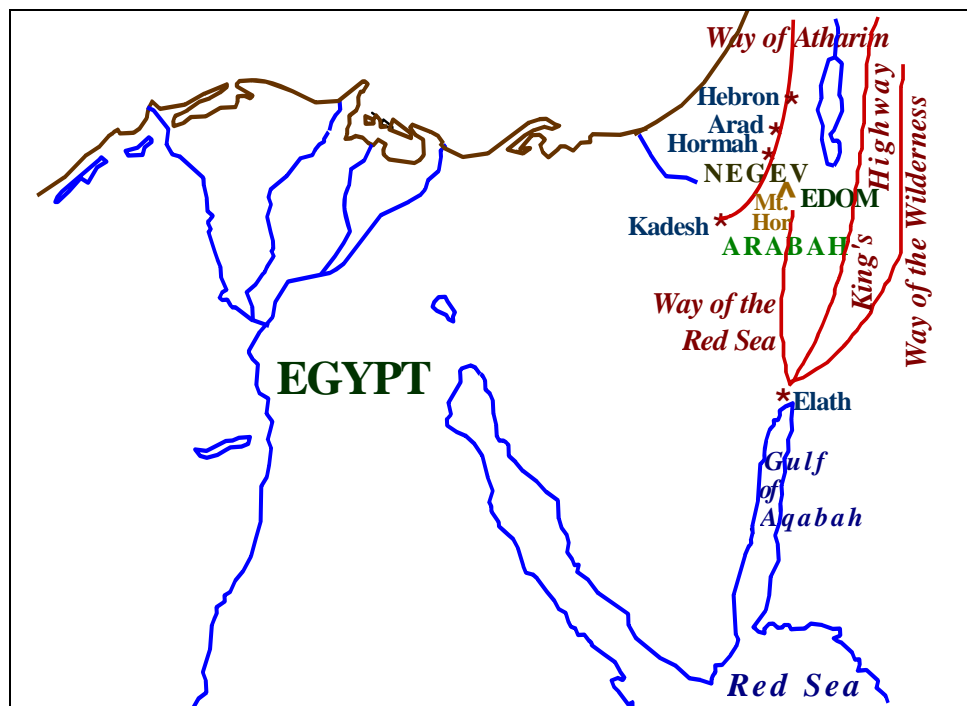 Way of Atharim
Hebron
Arad
Hormah
NEGEV
Mt.
Hor
EDOM
Kadesh
ARABAH
King's Highway
Way of the Wilderness
Way of the
Red Sea
EGYPT
Elath
Gulf
of
Aqabah
Red Sea